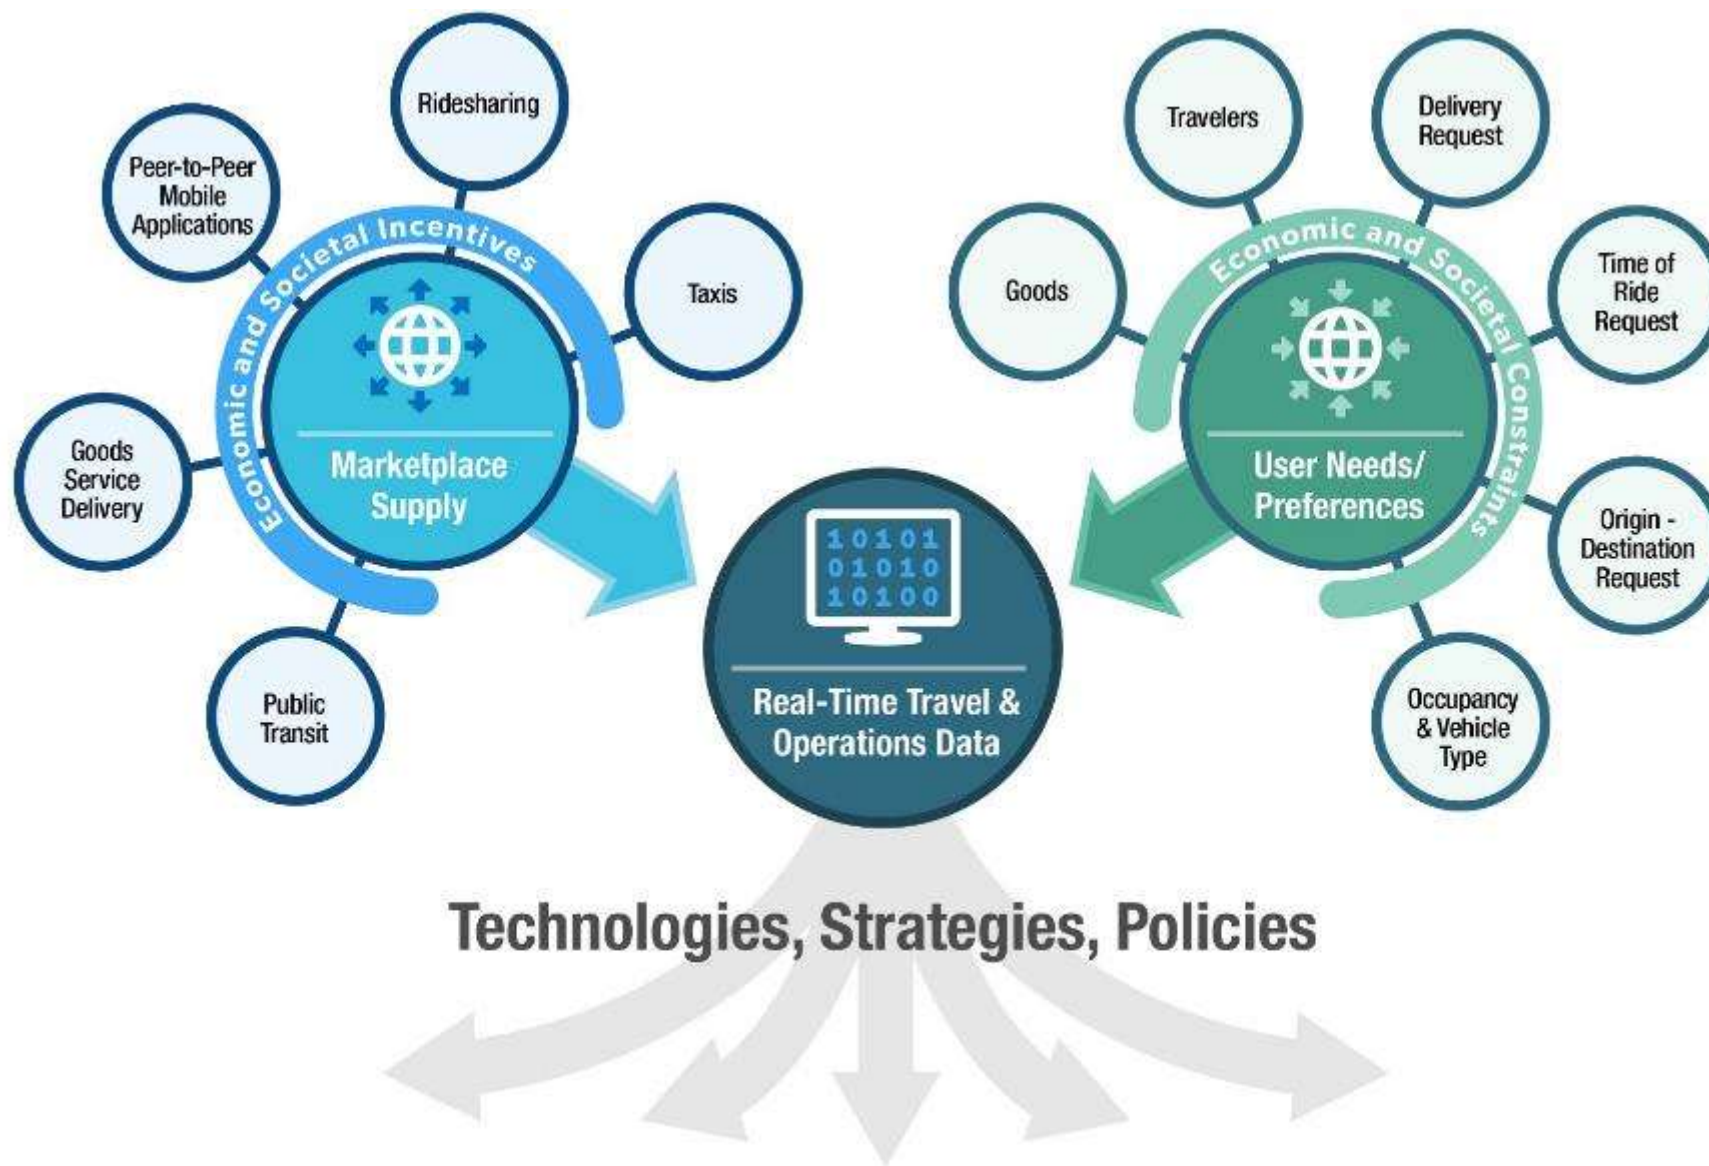 Ridesharing
Peer-to-Peer
Mobile
Applications
Taxis
Goods
Service
Delivery
Public
Transit
Economic and Societal Incentives
Marketplace
Supply
Travelers
Delivery
Request
Goods
Time of
Ride
Request
Origin -
Destination
Request
Occupancy
& Vehicle
Type
Economic and Societal Constraints
User Needs/
Preferences
10101
01010
10100
Real-Time Travel &
Operations Data
Technologies, Strategies, Policies